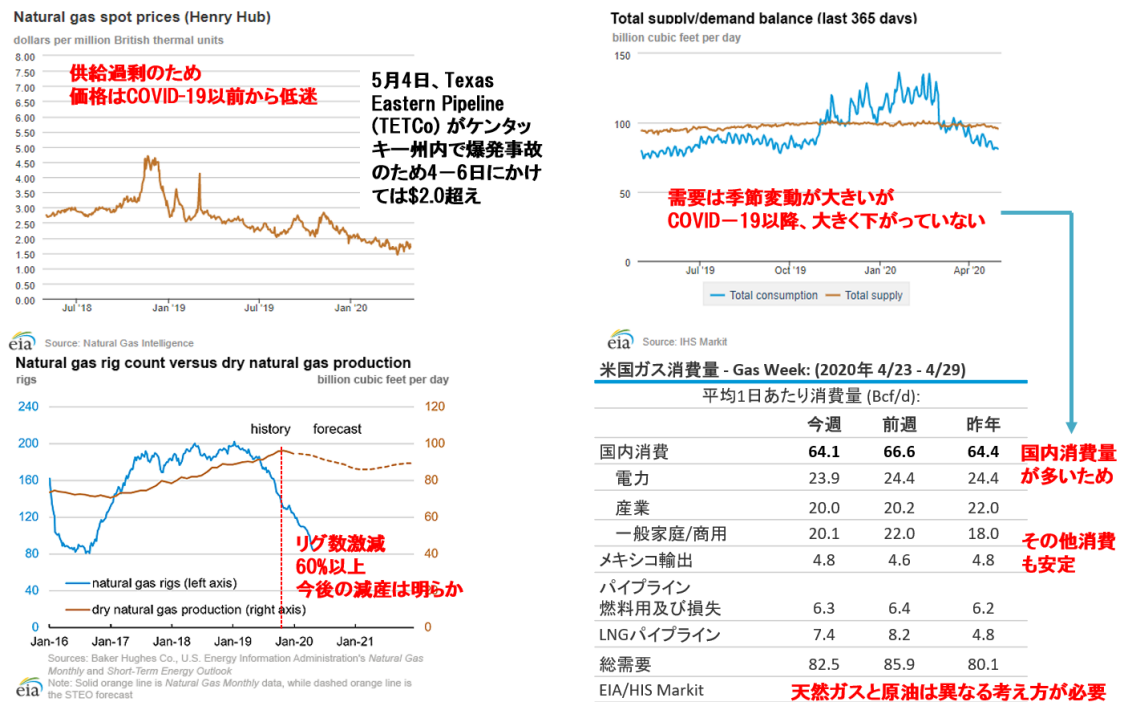 Natural gas spot prices (Henry Hub)
dollars per million British thermal units
8.00
7.50
7.00
6.50
6.00
5.50
5.00
4.50
4.00
3.50
3.00
2.50
2.00
1.50
1.00
0.50
0.00
供給過剰のため
価格はCOVID-19以前から低迷
5月4日、Texas
Eastern Pipeline
(TETCo) がケンタッ
キー州内で爆発事故
のため4－6日にかけ
ては$2.0超え
Jul '18
Jan '19
Jul '19
Jan '20
eia
Source: Natural Gas Intelligence
Total supply/demand balance (last 365 days)
billion cubic feet per day
150
100
50
0
需要は季節変動が大きいが
COVID－19以降、大きく下がっていない
Jul '19
Oct '19
Jan '20
Apr '20
Total consumption
Total supply
eia
Source: IHS Markit
Natural gas rig count versus dry natural gas production
rigs
billion cubic feet per day
240
200
160
120
80
40
0
120
100
80
60
40
0
history
forecast
リグ数激減
60%以上
今後の減産は明らか
natural gas rigs (left axis)
dry natural gas production (right axis)
Jan-16
Jan-17
Jan-18
Jan-19
Jan-20
Jan-21
Sources: Baker Hughes Co., U.S. Energy Information Administration's Natural Gas
Monthly and Short-Term Energy Outlook
Note: Solid orange line is Natural Gas Monthly data, while dashed orange line is
the STEO forecast
eia
米国ガス消費量 - Gas Week: (2020年 4/23 - 4/29)
平均1日あたり消費量 (Bcf/d):
今週 前週 昨年
国内消費 64.1 66.6 64.4
電力 23.9 24.4 24.4
産業 20.0 20.2 22.0
一般家庭/商用 20.1 22.0 18.0
メキシコ輸出 4.8 4.6 4.8
パイプライン
燃料用及び損失 6.3 6.4 6.2
LNGパイプライン 7.4 8.2 4.8
総需要 82.5 85.9 80.1
EIA/HIS Markit
国内消費量
が多いため
その他消費
も安定
天然ガスと原油は異なる考え方が必要